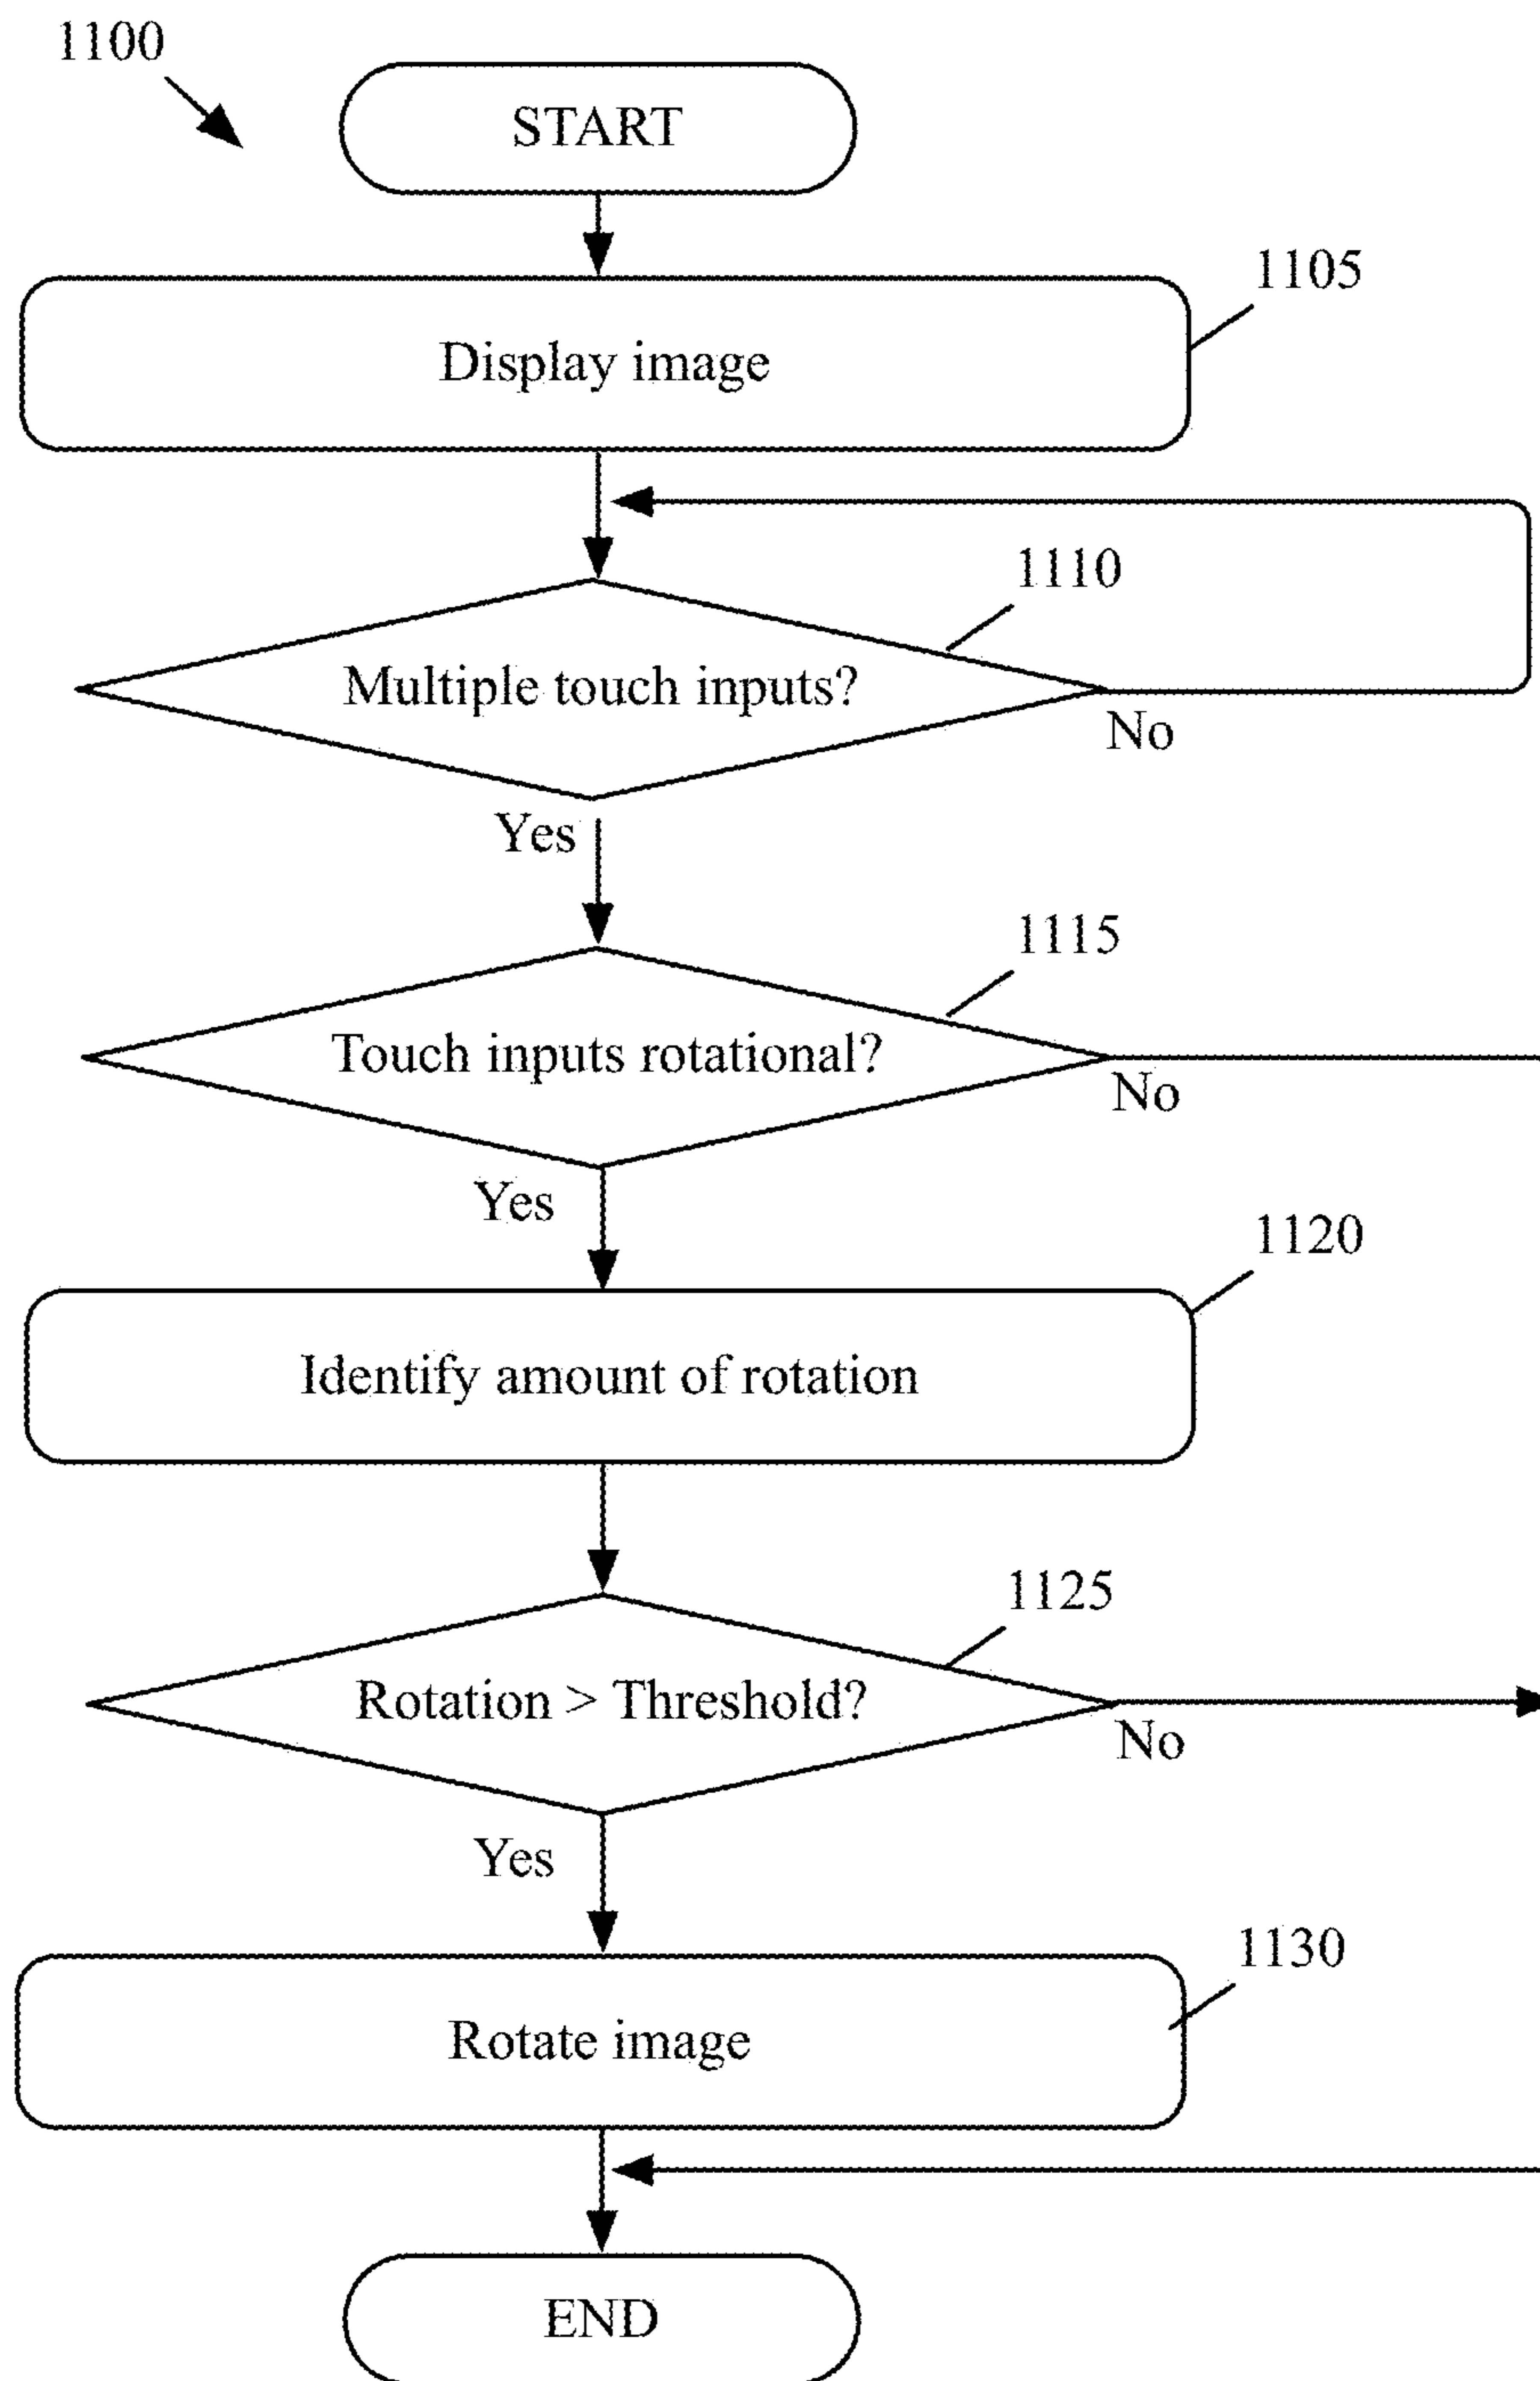 1100
START
1105
Display image
1110
Multiple touch inputs?
No
Yes
1115
Touch inputs rotational?
No
Yes
1120
Identify amount of rotation
1125
Rotation > Threshold?
No
Yes
1130
Rotate image
END